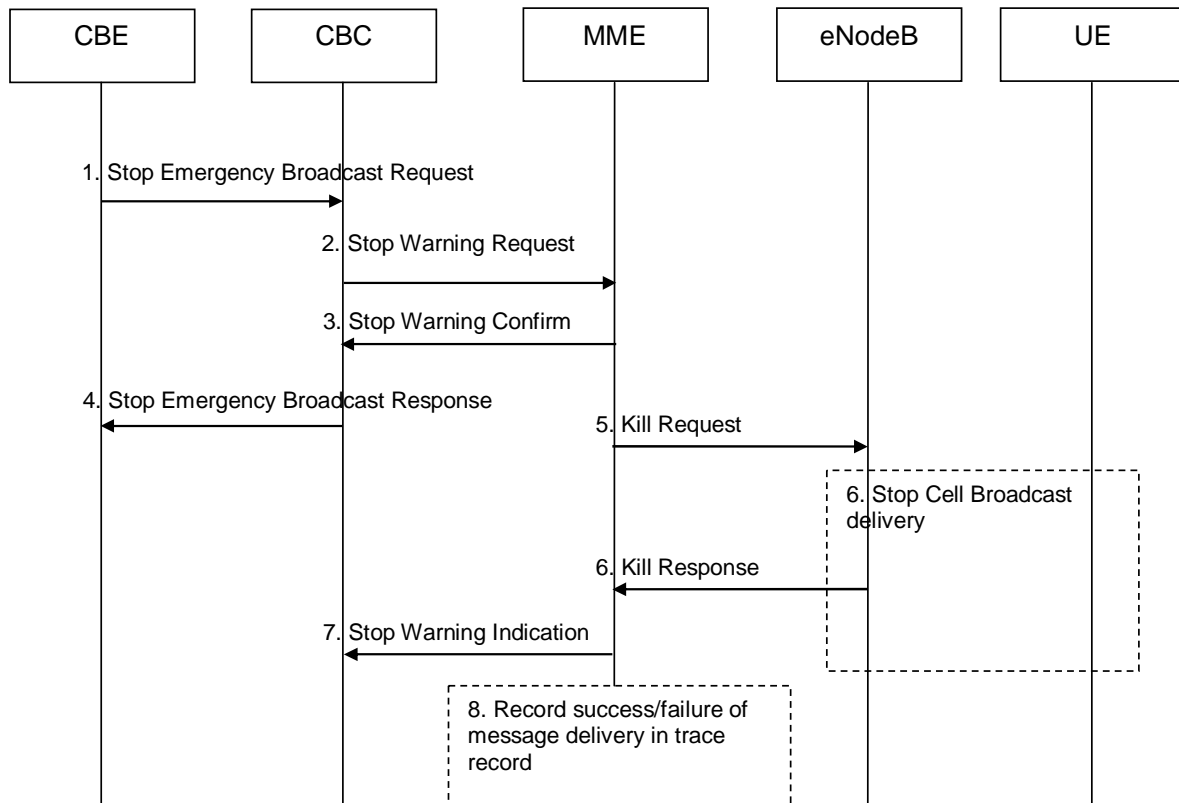 CBE
CBC
MME
eNodeB
UE
1. Stop Emergency Broadcast Request
2. Stop Warning Request
3. Stop Warning Confirm
4. Stop Emergency Broadcast Response
5. Kill Request
6. Stop Cell Broadcast
delivery
6. Kill Response
7. Stop Warning Indication
8. Record success/failure of
message delivery in trace
record